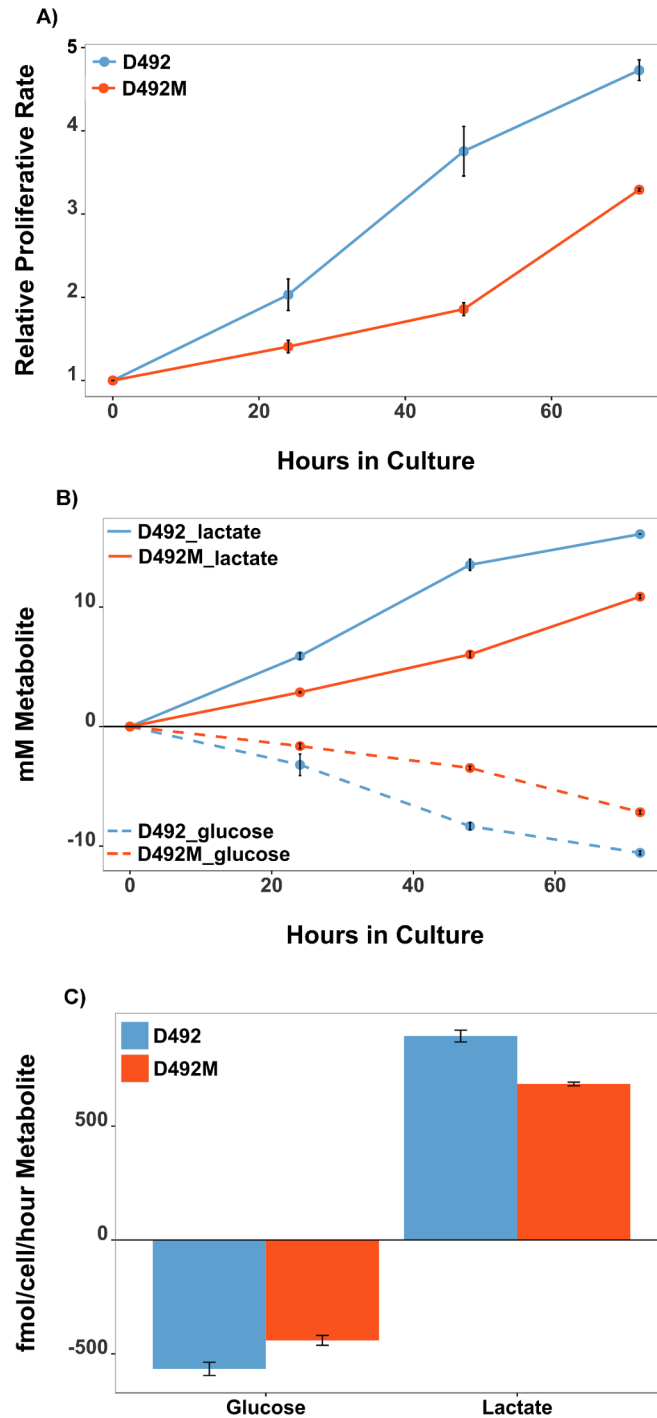 A)
Relative Proliferative Rate
5
4
3
2
1
D492
D492M
0
20
40
60
Hours in Culture
B)
mM Metabolite
10
0
-10
D492_lactate
D492M_lactate
D492_glucose
D492M_glucose
0
20
40
60
Hours in Culture
C)
fmol/cell/hour Metabolite
500
0
-500
D492
D492M
Glucose
Lactate